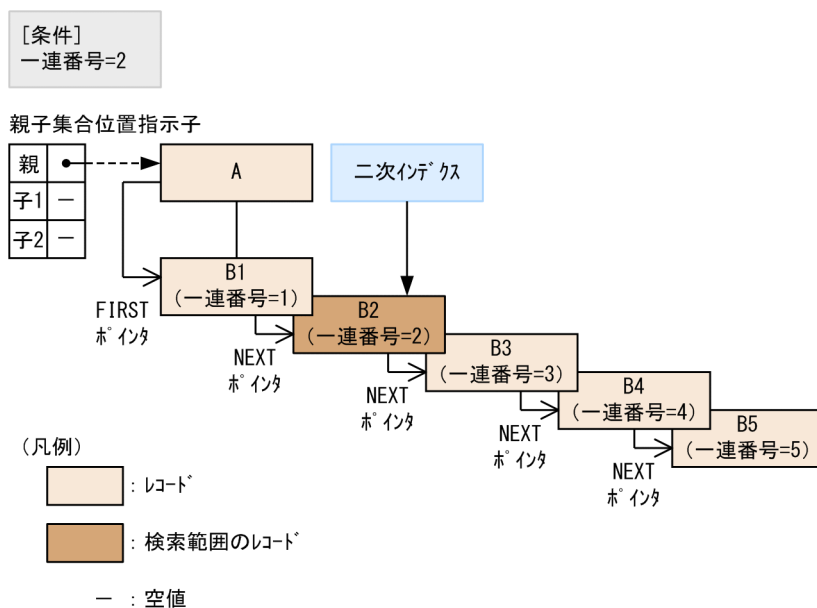 [条件]
一連番号=2
親子集合位置指示子
親
子1 －
子2 －
A
二次ｲﾝﾃﾞｸｽ
B1
(一連番号=1)
FIRST
ﾎﾟｲﾝﾀ
B2
(一連番号=2)
NEXT
ﾎﾟｲﾝﾀ
B3
(一連番号=3)
NEXT
ﾎﾟｲﾝﾀ
B4
(一連番号=4)
NEXT
ﾎﾟｲﾝﾀ
B5
(一連番号=5)
NEXT
ﾎﾟｲﾝﾀ
(凡例)
：ﾚｺｰﾄﾞ
：検索範囲のﾚｺｰﾄﾞ
－ ：空値